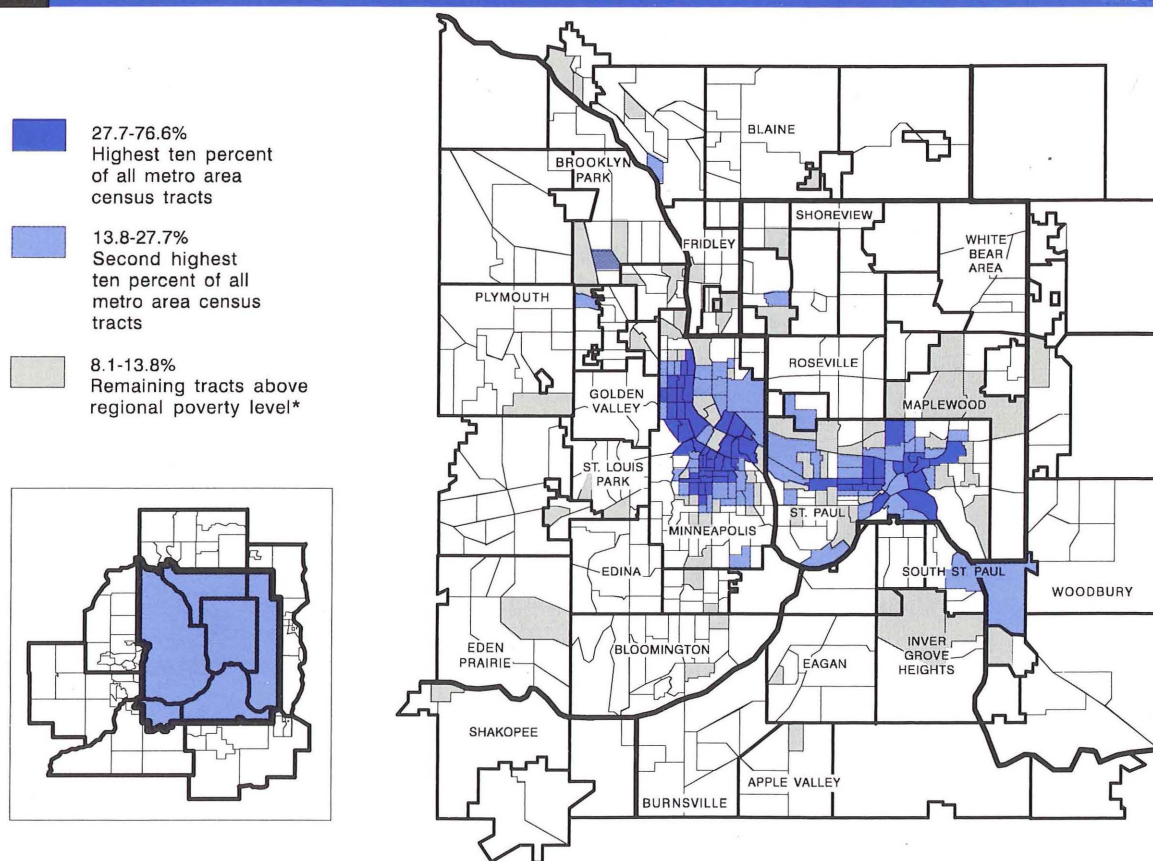 27.7-76.6%
Highest ten percent
of all metro area
census tracts
13.8-27.7%
Second highest
ten percent of all
metro area census
tracts
8.1-13.8%
Remaining tracts above
regional poverty level*
BLAINE
BROOKLYN
PARK
SHOREVIEW
FRIDLEY
WHITE
BEAR
AREA
PLYMOUTH
ROSEVILLE
GOLDEN
VALLEY
MAPLEWOOD
ST. LOUIS
PARK
ST. PAUL
MINNEAPOLIS
EDINA
SOUTH ST. PAUL
WOODBURY
EDEN
PRAIRIE
BLOOMINGTON
EAGAN
INVER
GROVE
HEIGHTS
SHAKOPEE
APPLE VALLEY
BURNSVILLE